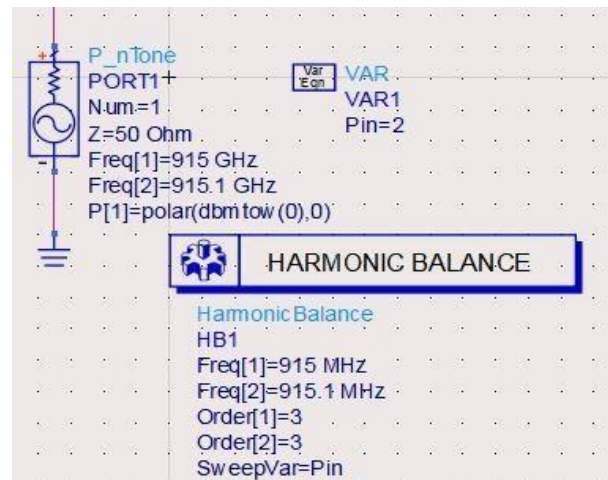 P_nTone
PORT1
Num=1
Z=50 Ohm
Freq[1]=915 GHz
Freq[2]=915.1 GHz
P[1]=polar(dbmtow(0),0)
Var
Eqn
VAR
VAR1
Pin=2
HARMONIC BALANCE
HarmonicBalance
HB1
Freq[1]=915 MHz
Freq[2]=915.1 MHz
Order[1]=3
Order[2]=3
SweepVar=Pin